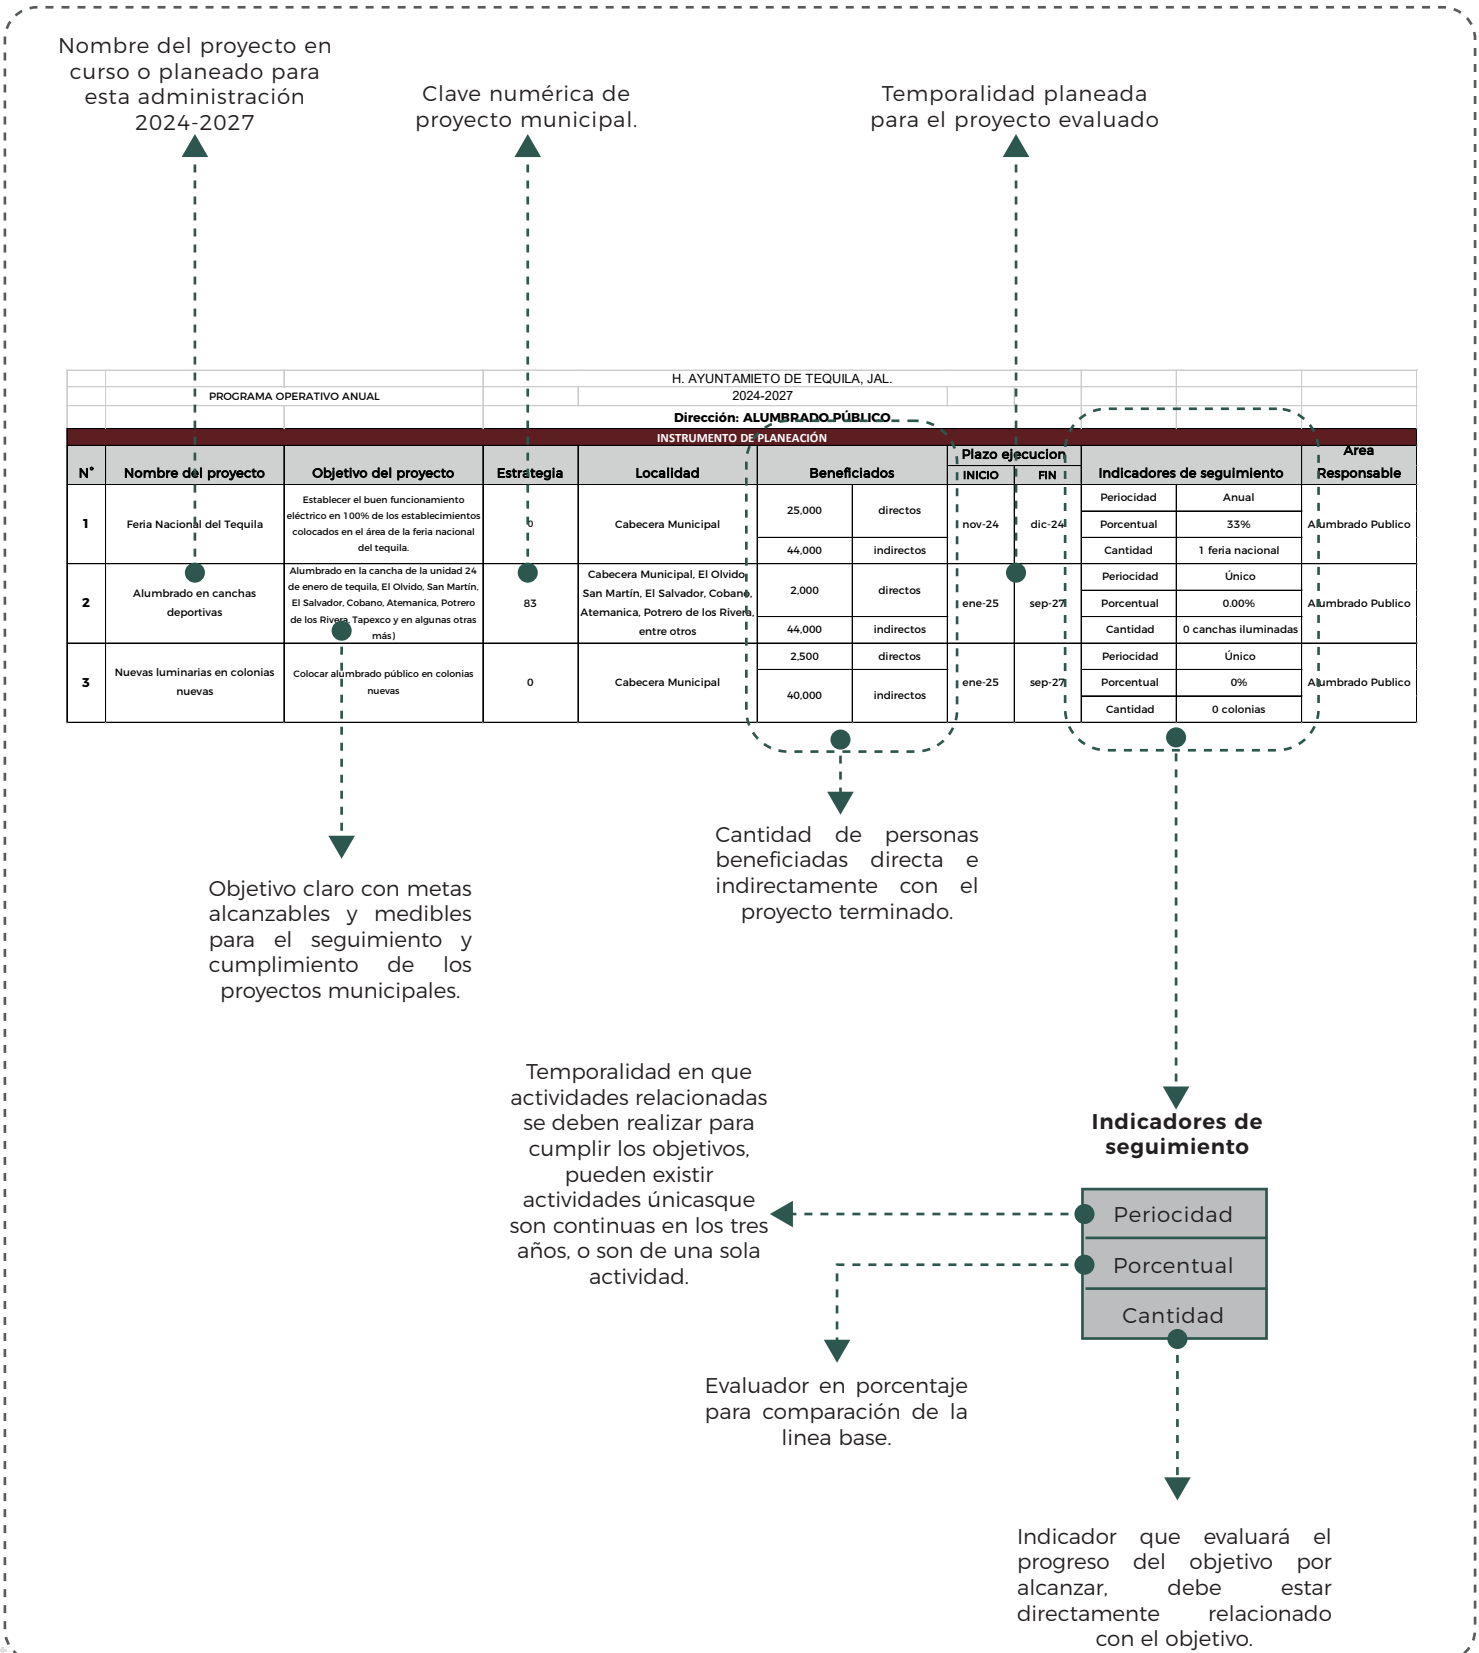 Nombre del proyecto en
curso o planeado para
esta administración
2024-2027
Clave numérica de
proyecto municipal.
Temporalidad planeada
para el proyecto evaluado
H. AYUNTAMIETO DE TEQUILA, JAL.
PROGRAMA OPERATIVO ANUAL
2024-2027
Dirección: ALUMBRADO PÚBLICO
INSTRUMENTO DE PLANEACIÓN
N°
Nombre del proyecto
Objetivo del proyecto
Estrategia
Localidad
Beneficiados
Plazo ejecucion
INICIO
FIN
Indicadores de seguimiento
Area
Responsable
1
Feria Nacional del Tequila
Establecer el buen funcionamiento
eléctrico en 100% de los establecimientos
colocados en el área de la feria nacional
del tequila.
0
Cabecera Municipal
25,000 directos
44,000 indirectos
nov-24
dic-24
Periocidad Anual
Porcentual 33%
Cantidad 1 feria nacional
Alumbrado Publico
2
Alumbrado en canchas
deportivas
Alumbrado en la cancha de la unidad 24
de enero de tequila, El Olvido, San Martín,
El Salvador, Cobano, Atemanica, Potrero
de los Rivera, Tapexco y en algunas otras
más)
83
Cabecera Municipal, El Olvido,
San Martín, El Salvador, Cobano,
Atemanica, Potrero de los Rivera,
entre otros
2,000 directos
44,000 indirectos
ene-25
sep-27
Periocidad Único
Porcentual 0.00%
Cantidad 0 canchas iluminadas
Alumbrado Publico
3
Nuevas luminarias en colonias
nuevas
Colocar alumbrado público en colonias
nuevas
0
Cabecera Municipal
2,500 directos
40,000 indirectos
ene-25
sep-27
Periocidad Único
Porcentual 0%
Cantidad 0 colonias
Alumbrado Publico
Cantidad de personas
beneficiadas directa e
indirectamente con el
proyecto terminado.
Objetivo claro con metas
alcanzables y medibles
para el seguimiento y
cumplimiento de los
proyectos municipales.
Temporalidad en que
actividades relacionadas
se deben realizar para
cumplir los objetivos,
pueden existir
actividades únicasque
son continuas en los tres
años, o son de una sola
actividad.
Indicadores de
seguimiento
Periocidad
Porcentual
Cantidad
Evaluador en porcentaje
para comparación de la
linea base.
Indicador que evaluará el
progreso del objetivo por
alcanzar, debe estar
directamente relacionado
con el objetivo.